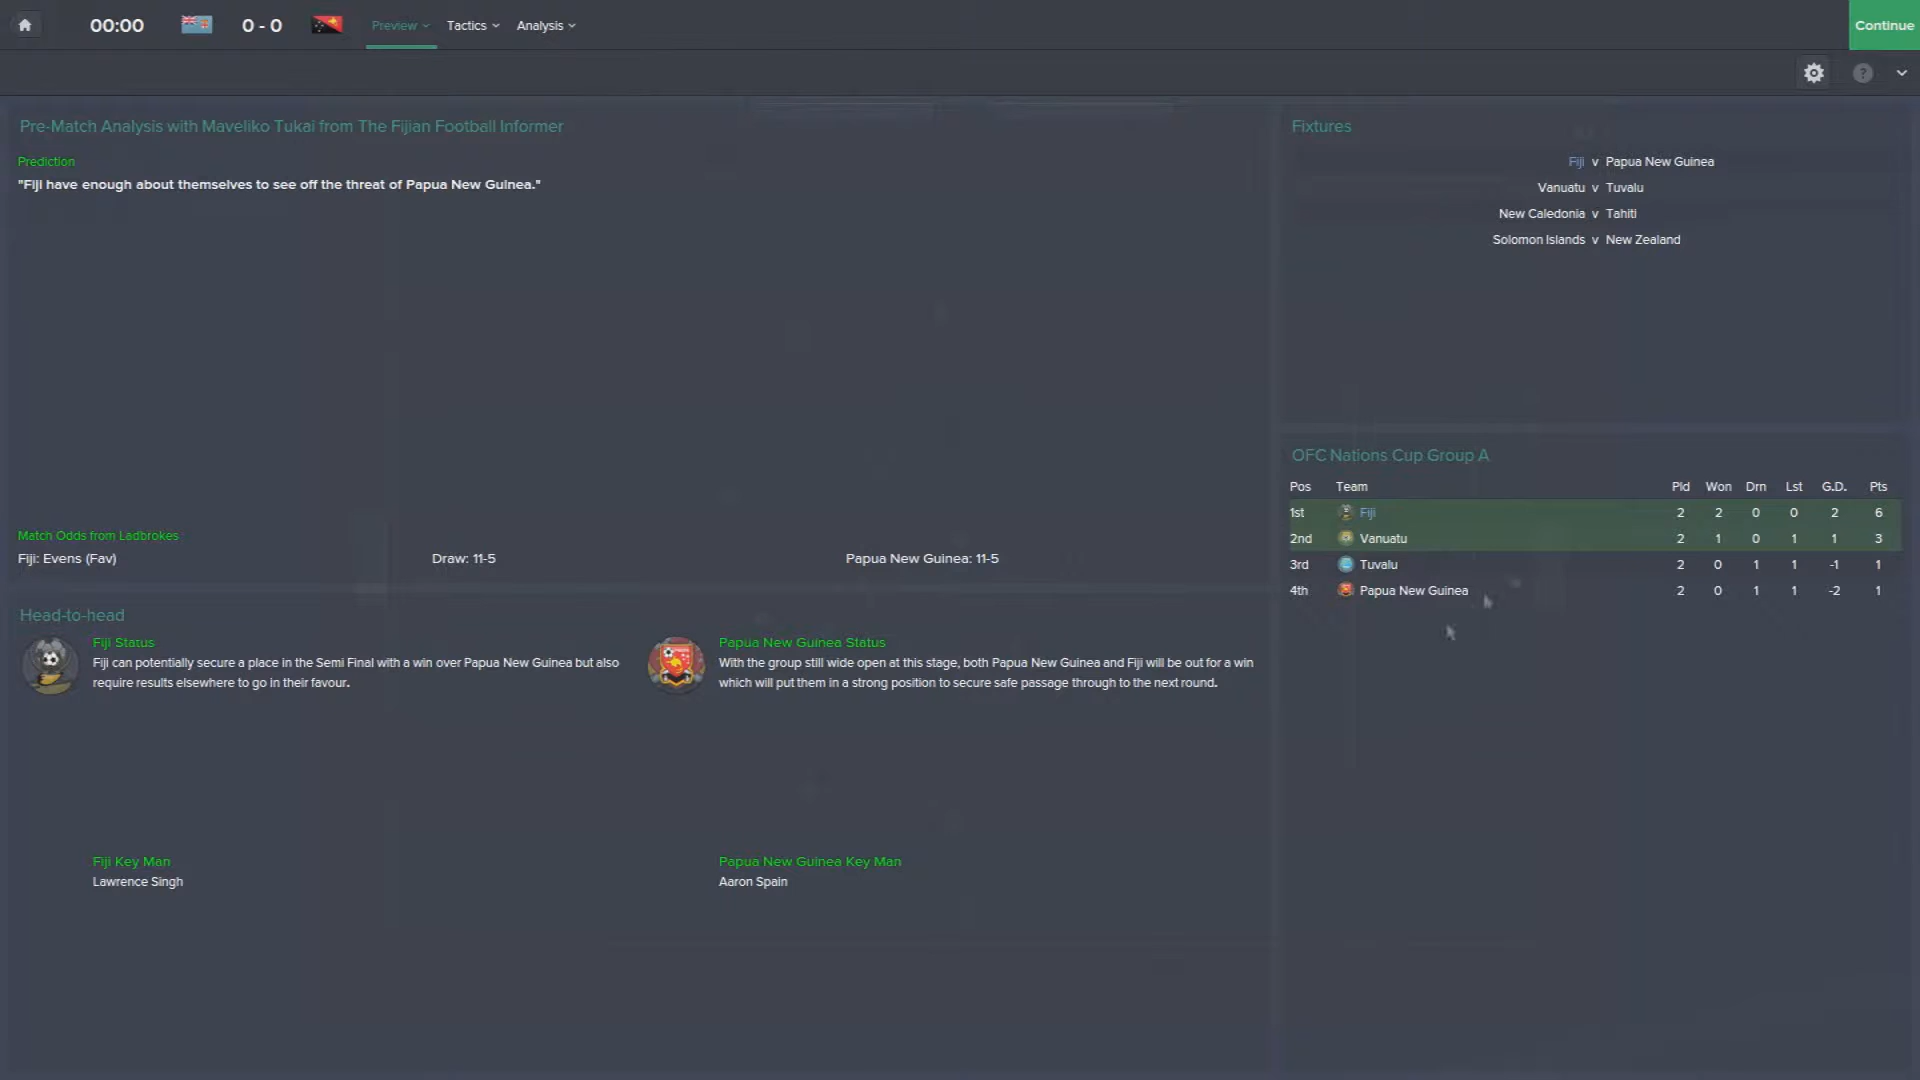 00:00
0 - 0
Preview
Tactics
Analysis
Continue
?
Pre-Match Analysis with Maveliko Tukai from The Fijian Football Informer
Prediction
"Fiji have enough about themselves to see off the threat of Papua New Guinea."
Match Odds from Ladbrokes
Fiji: Evens (Fav) Draw: 11-5 Papua New Guinea: 11-5
Head-to-head
Fiji Status
Fiji can potentially secure a place in the Semi Final with a win over Papua New Guinea but also
require results elsewhere to go in their favour.
Papua New Guinea Status
With the group still wide open at this stage, both Papua New Guinea and Fiji will be out for a win
which will put them in a strong position to secure safe passage through to the next round.
Fiji Key Man
Lawrence Singh
Papua New Guinea Key Man
Aaron Spain
Fixtures
Fiji v Papua New Guinea
Vanuatu v Tuvalu
New Caledonia v Tahiti
Solomon Islands v New Zealand
OFC Nations Cup Group A
Pos Team Pld Won Drn Lst G.D. Pts
1st Fiji 2 2 0 0 2 6
2nd Vanuatu 2 1 0 1 1 3
3rd Tuvalu 2 0 1 1 -1 1
4th Papua New Guinea 2 0 1 1 -2 1